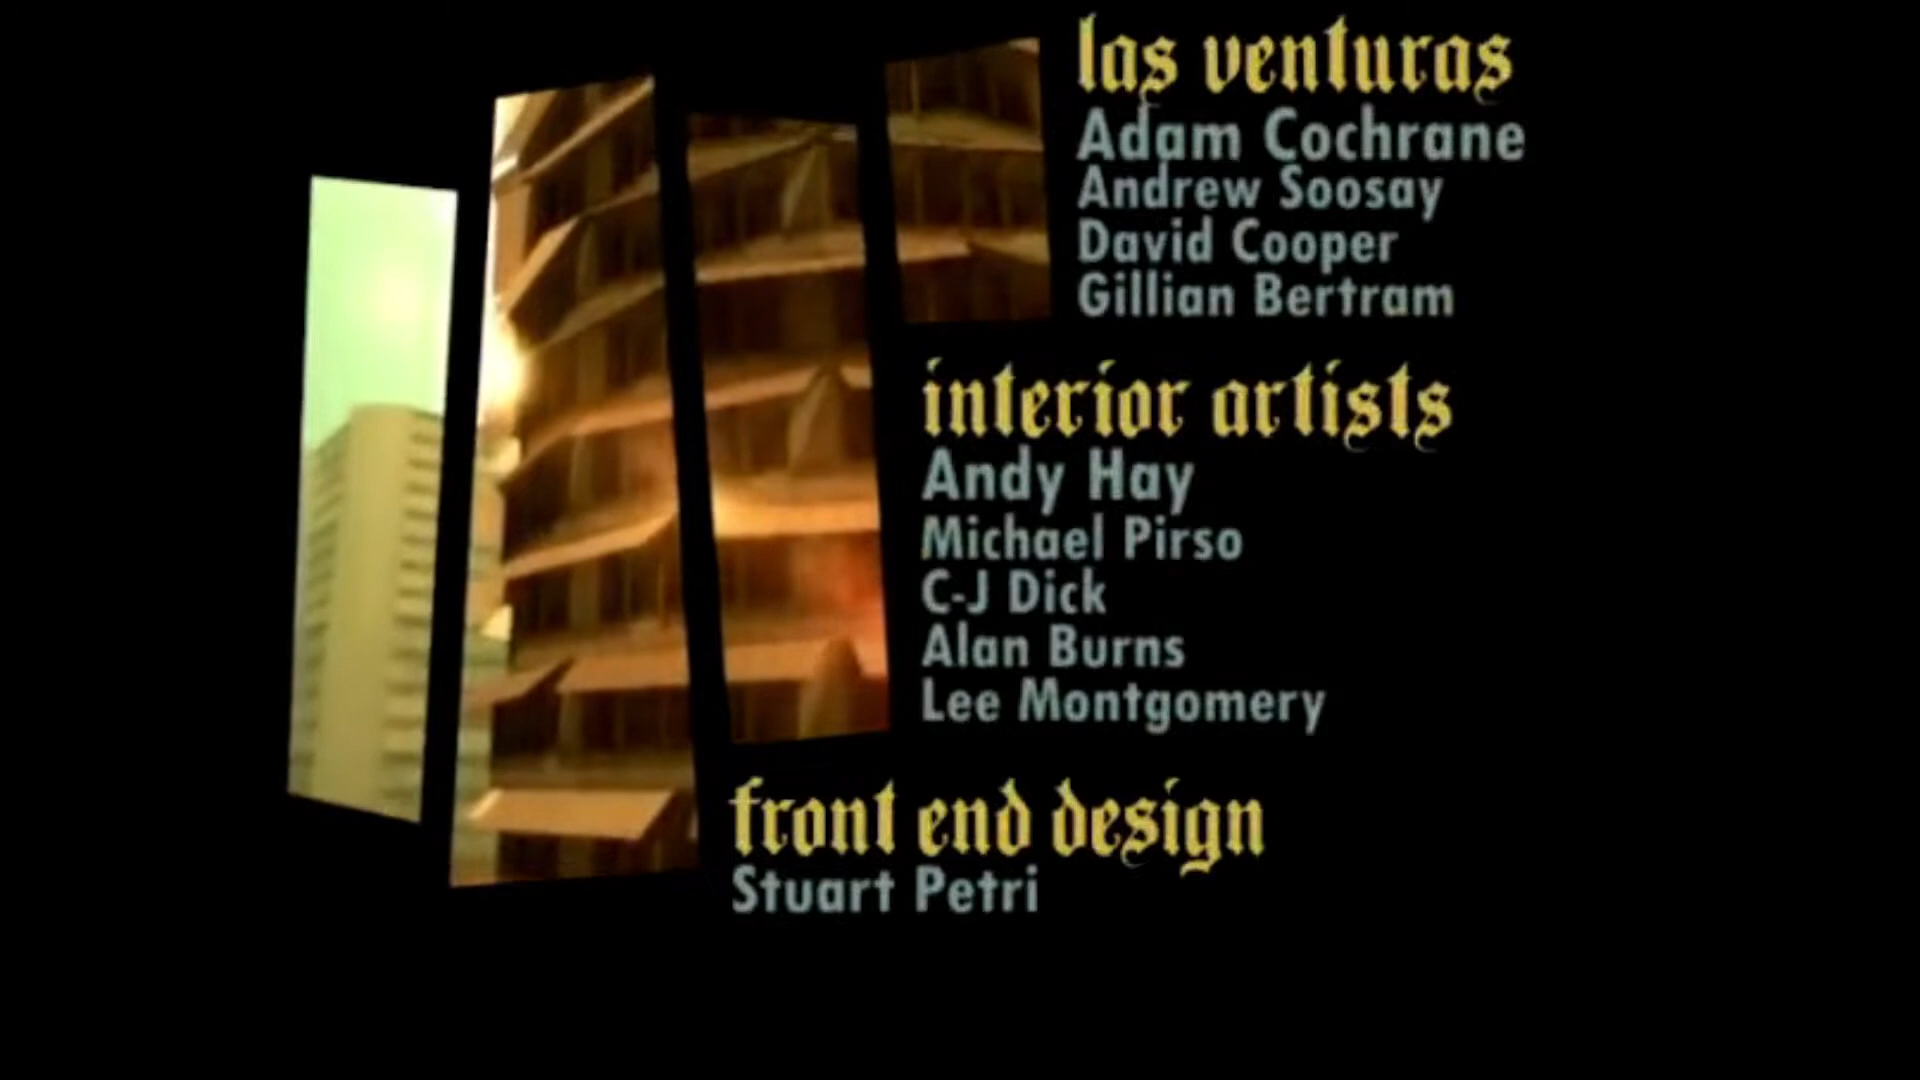 las venturas
Adam Cochrane
Andrew Soosay
David Cooper
Gillian Bertram
interior artists
Andy Hay
Michael Pirso
C-J Dick
Alan Burns
Lee Montgomery
front end design
Stuart Petri